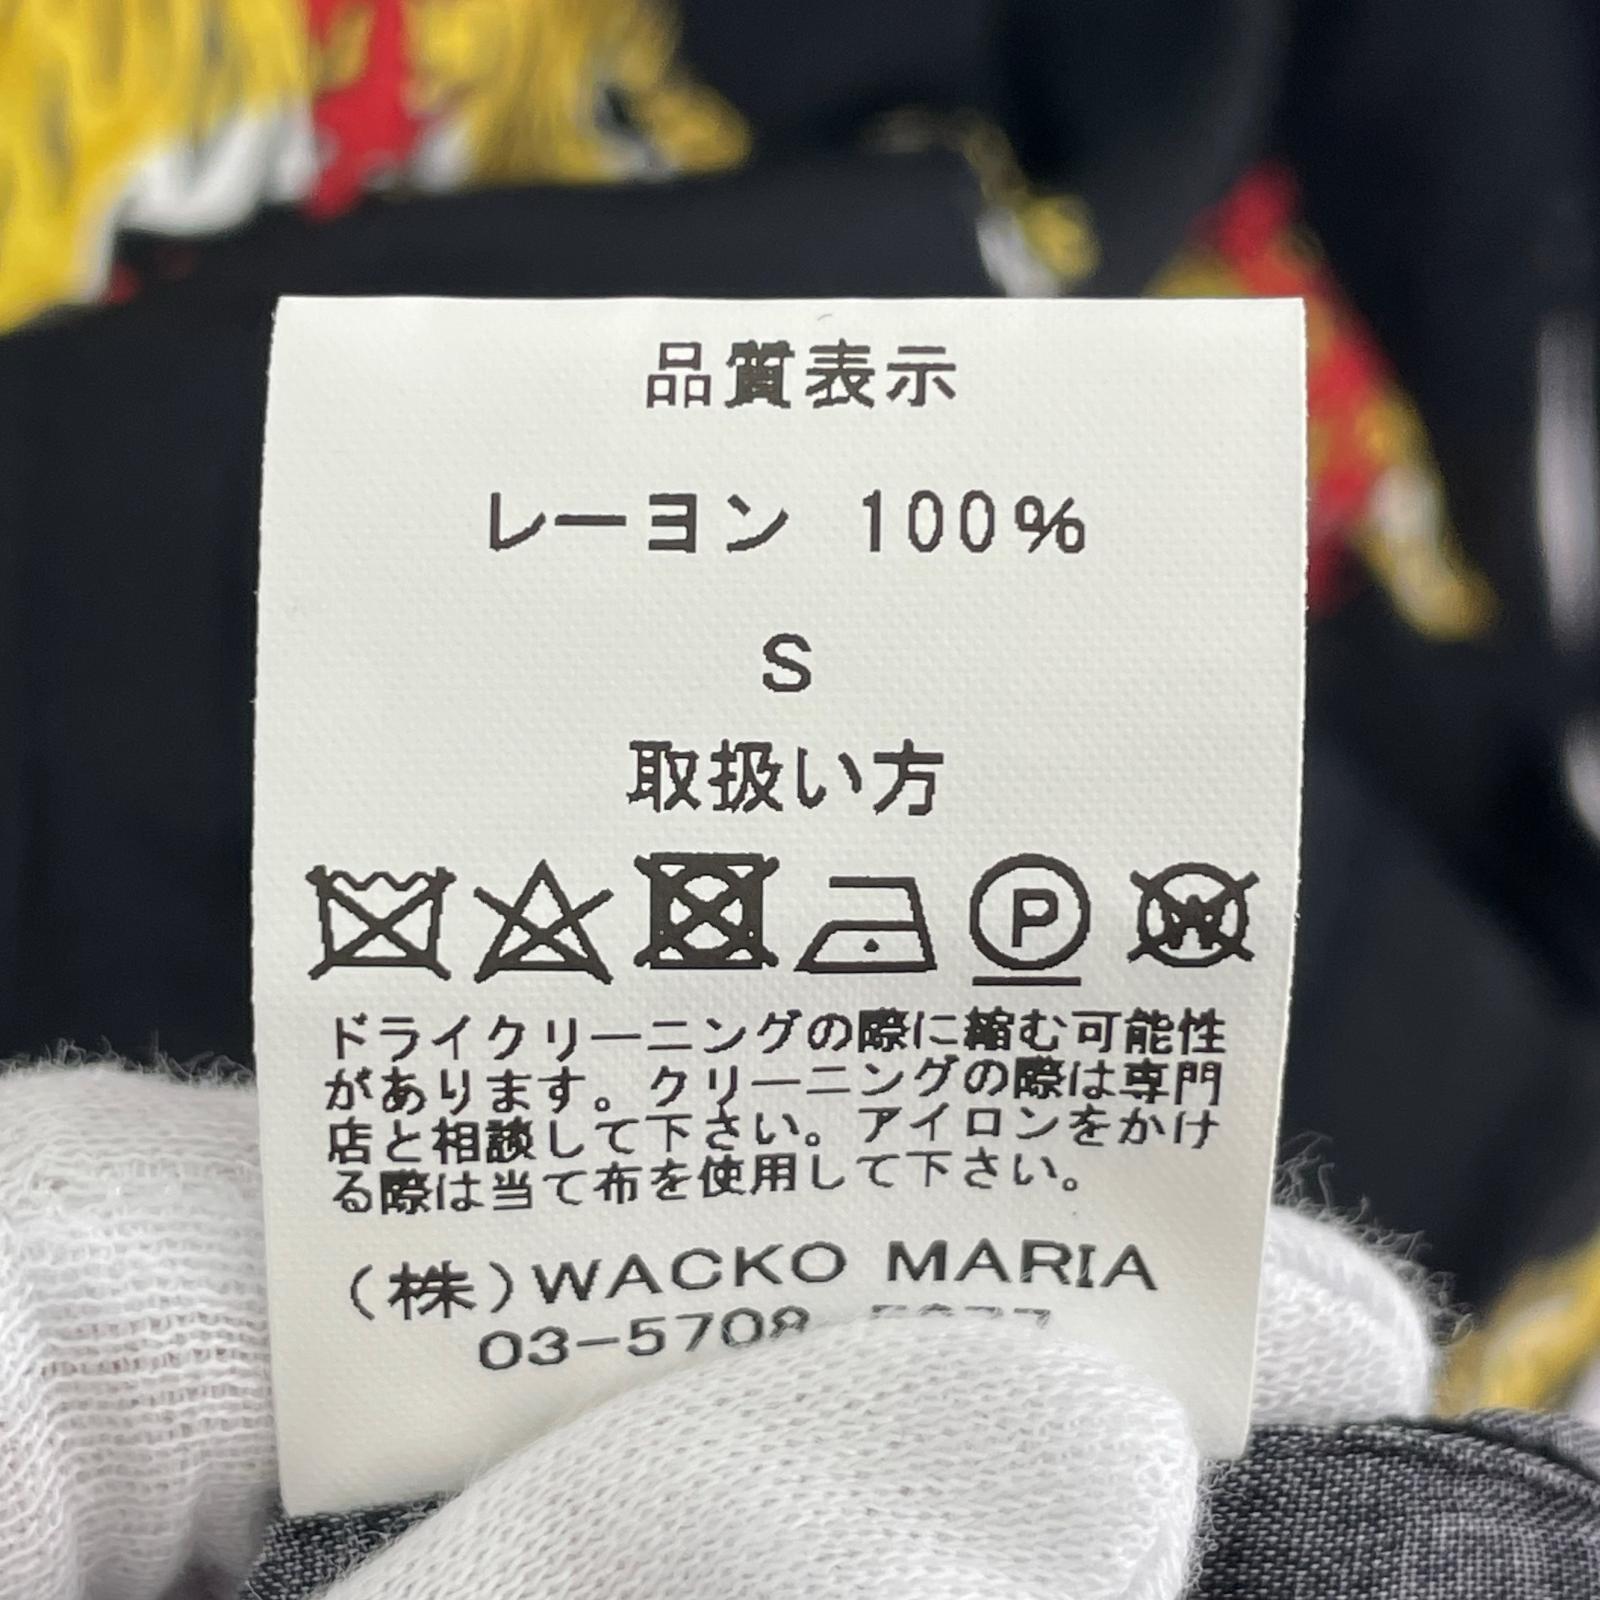 品質表示
レーヨン 100%
S
取扱い方
P
W
ドライクリーニングの際に縮む可能性
があります。クリーニングの際は専門
店と相談して下さい。アイロンをかけ
る際は当て布を使用して下さい。
(株)WACKO MARIA
03-5708